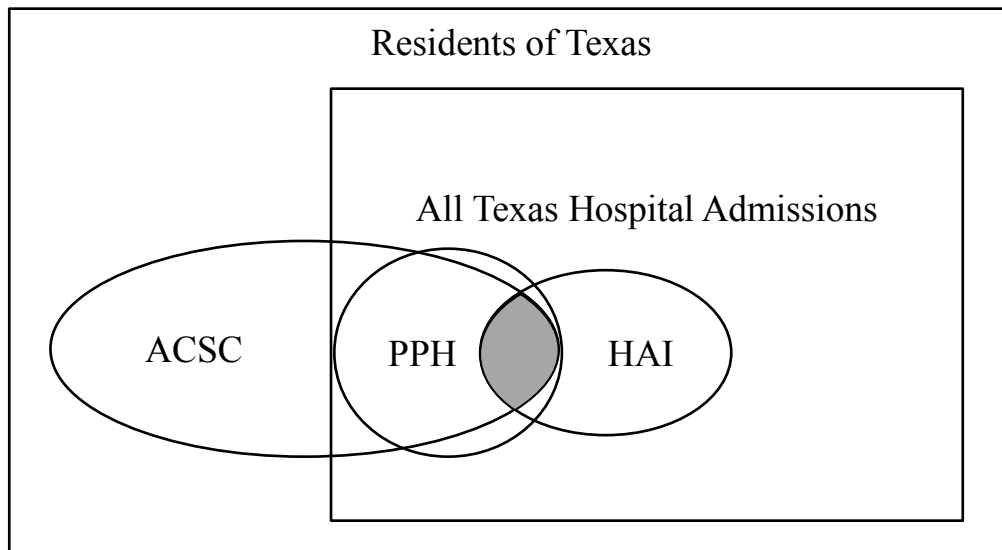 Residents of Texas
All Texas Hospital Admissions
ACSC
PPH
HAI